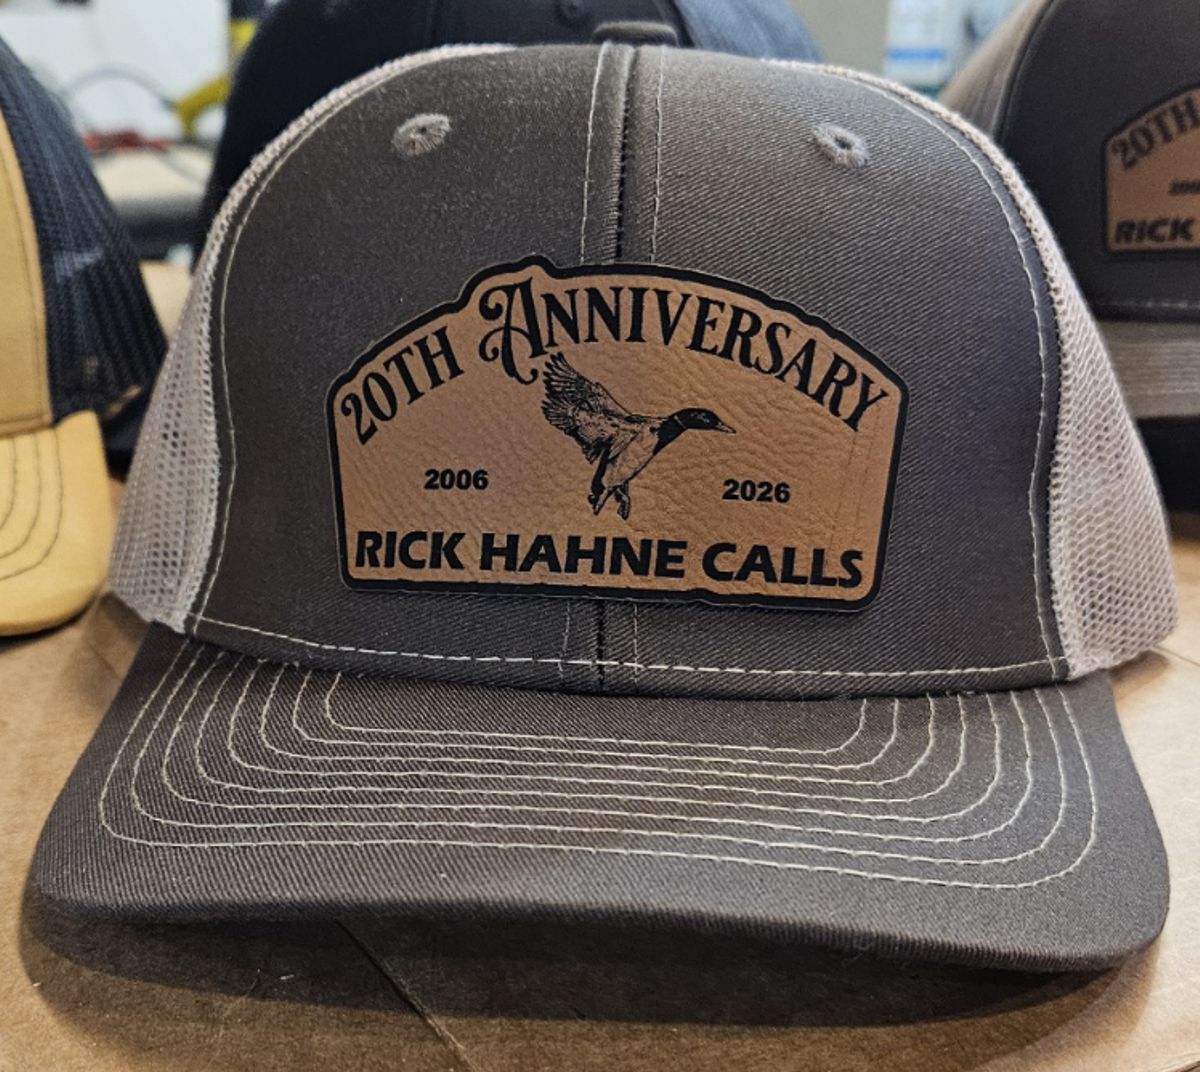 20TH ANNIVERSARY
2006 2026
RICK HAHNE CALLS
20TH
RICK